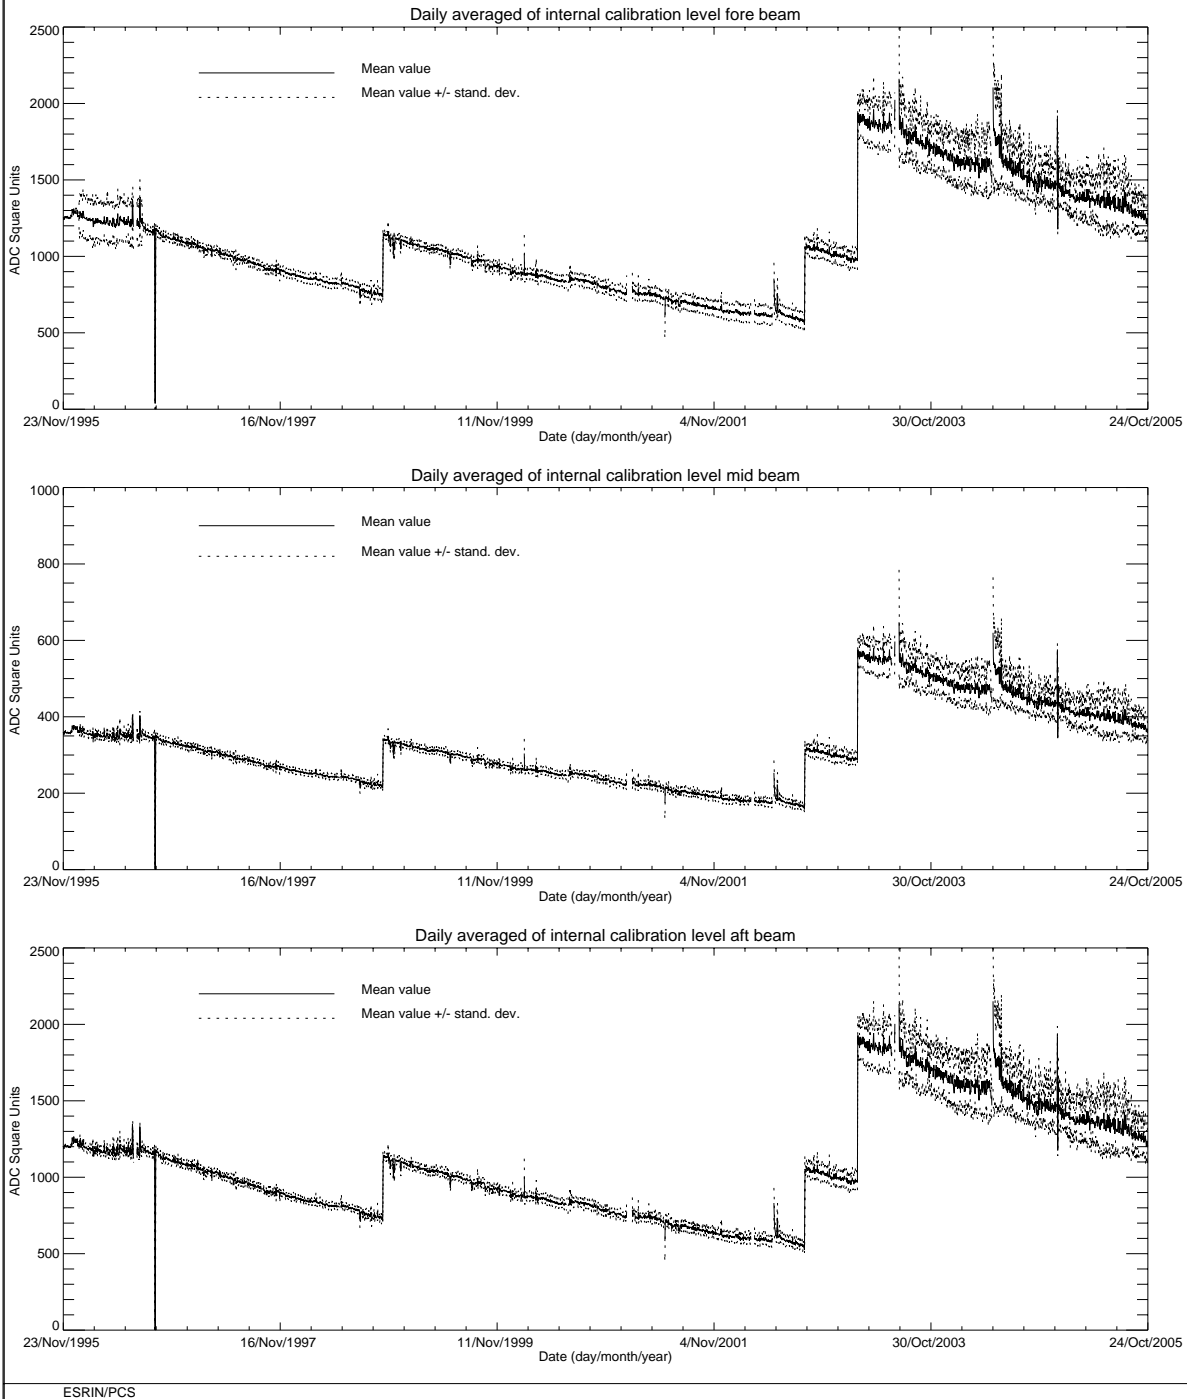 Daily averaged of internal calibration level fore beam
2500
2000
1500
1000
500
0
ADC Square Units
Mean value
Mean value +/- stand. dev.
23/Nov/1995 16/Nov/1997 11/Nov/1999 4/Nov/2001 30/Oct/2003 24/Oct/2005
Date (day/month/year)
Daily averaged of internal calibration level mid beam
1000
800
600
400
200
0
ADC Square Units
Mean value
Mean value +/- stand. dev.
23/Nov/1995 16/Nov/1997 11/Nov/1999 4/Nov/2001 30/Oct/2003 24/Oct/2005
Date (day/month/year)
Daily averaged of internal calibration level aft beam
2500
2000
1500
1000
500
0
ADC Square Units
Mean value
Mean value +/- stand. dev.
23/Nov/1995 16/Nov/1997 11/Nov/1999 4/Nov/2001 30/Oct/2003 24/Oct/2005
Date (day/month/year)
ESRIN/PCS